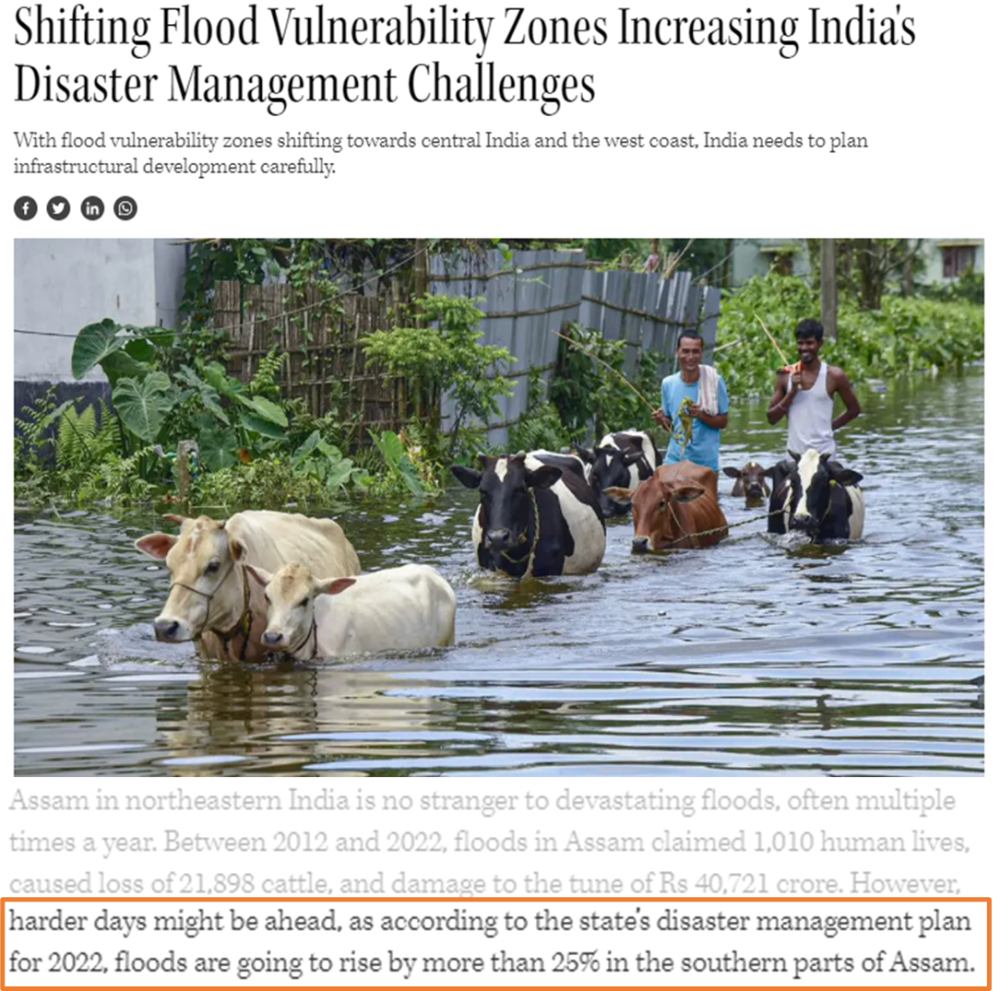 Shifting Flood Vulnerability Zones Increasing India's
Disaster Management Challenges
With flood vulnerability zones shifting towards central India and the west coast, India needs to plan
infrastructural development carefully.
Assam in northeastern India is no stranger to devastating floods, often multiple
times a year. Between 2012 and 2022, floods in Assam claimed 1,010 human lives,
caused loss of 21,898 cattle, and damage to the tune of Rs 40,721 crore. However,
harder days might be ahead, as according to the state's disaster management plan
for 2022, floods are going to rise by more than 25% in the southern parts of Assam.